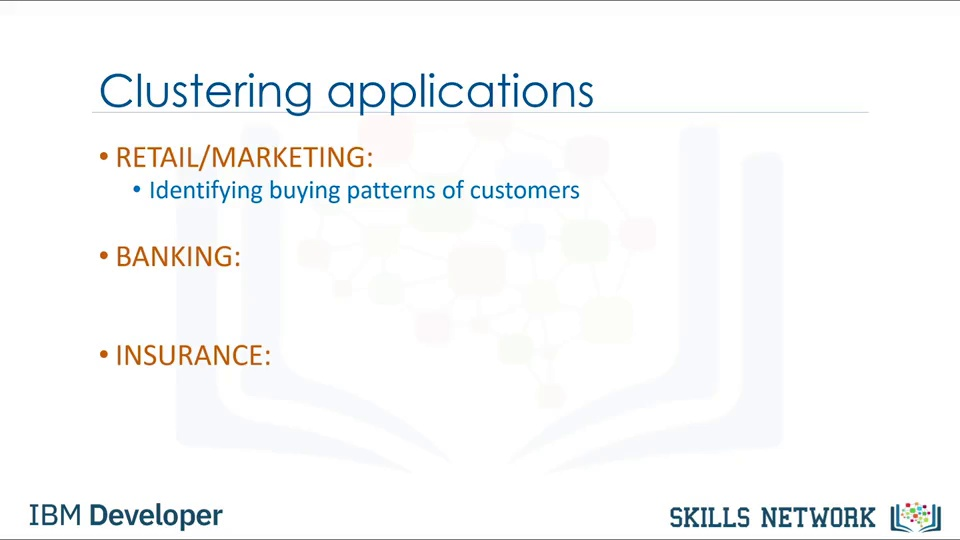 Clustering applications
• RETAIL/MARKETING:
• Identifying buying patterns of customers
• BANKING:
• INSURANCE:
IBM Developer
SKILLS NETWORK